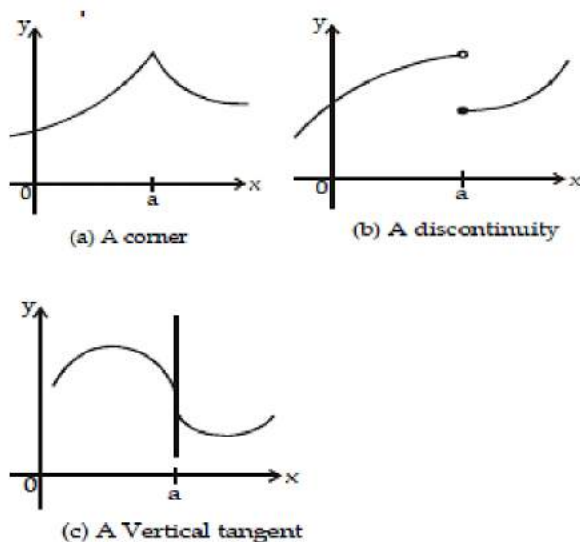 y
y
0
a
x
0
a
x
(a) A corner
(b) A discontinuity
y
0
a
x
(c) A Vertical tangent